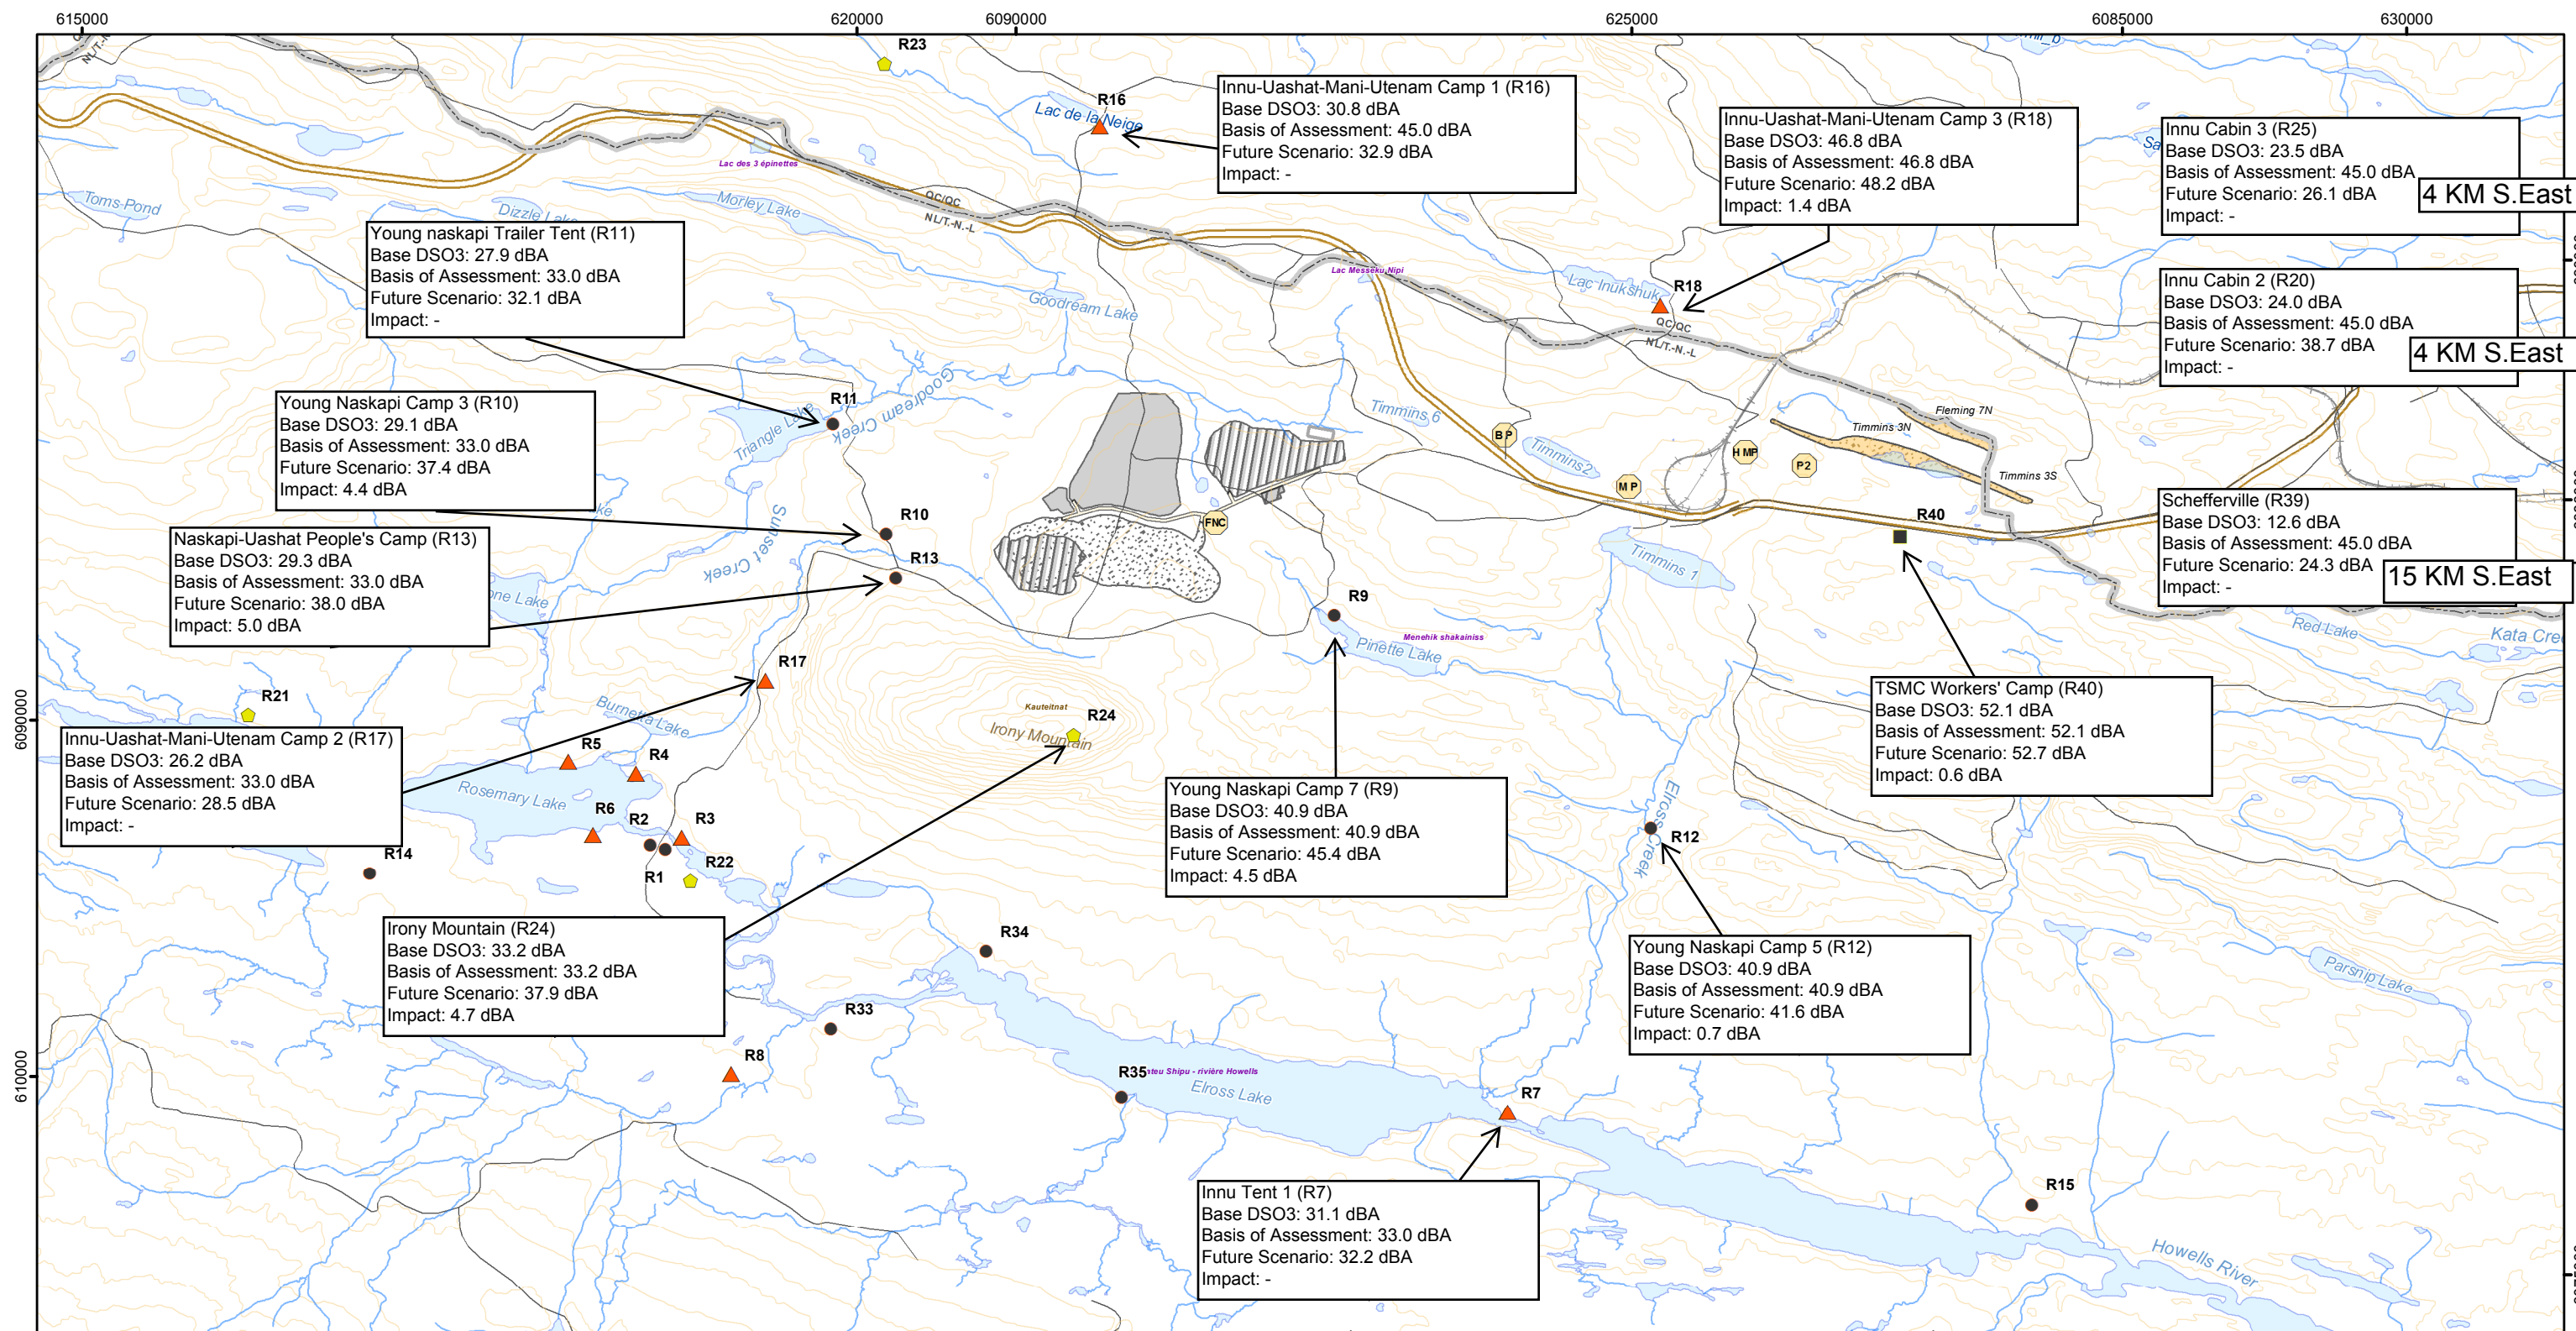 615000
620000
6090000
625000
6085000
630000
R23
R16
Lac de la Neige
Innu-Uashat-Mani-Utenam Camp 1 (R16)
Base DSO3: 30.8 dBA
Basis of Assessment: 45.0 dBA
Future Scenario: 32.9 dBA
Impact: -
Innu-Uashat-Mani-Utenam Camp 3 (R18)
Base DSO3: 46.8 dBA
Basis of Assessment: 46.8 dBA
Future Scenario: 48.2 dBA
Impact: 1.4 dBA
Innu Cabin 3 (R25)
Base DSO3: 23.5 dBA
Basis of Assessment: 45.0 dBA
Future Scenario: 26.1 dBA
Impact: -
4 KM S.East
Lac des 3 épinettes
Toms-Pond
Dizzle Lake
Morley Lake
QC/QC
NL/T.-N.-L
Young naskapi Trailer Tent (R11)
Base DSO3: 27.9 dBA
Basis of Assessment: 33.0 dBA
Future Scenario: 32.1 dBA
Impact: -
Goodream Lake
Lac Messeku Nipi
Lac Inukshuk
R18
QC/QC
NL/T.-N.-L
Innu Cabin 2 (R20)
Base DSO3: 24.0 dBA
Basis of Assessment: 45.0 dBA
Future Scenario: 38.7 dBA
Impact: -
4 KM S.East
Young Naskapi Camp 3 (R10)
Base DSO3: 29.1 dBA
Basis of Assessment: 33.0 dBA
Future Scenario: 37.4 dBA
Impact: 4.4 dBA
R11
Triangle Lake
Goodream Creek
Timmins 6
BP
Timmins2
MP
HMP
P2
Fleming 7N
Timmins 3N
Timmins 3S
Schefferville (R39)
Base DSO3: 12.6 dBA
Basis of Assessment: 45.0 dBA
Future Scenario: 24.3 dBA
Impact: -
15 KM S.East
Naskapi-Uashat People's Camp (R13)
Base DSO3: 29.3 dBA
Basis of Assessment: 33.0 dBA
Future Scenario: 38.0 dBA
Impact: 5.0 dBA
Sunset Creek
R10
R13
FNC
R40
Timmins 1
R9
Menehik shakainiss
Pinette Lake
Red Lake
R21
6090000
R17
Burnetta Lake
Kauteitnat
Irony Mountain
R24
Innu-Uashat-Mani-Utenam Camp 2 (R17)
Base DSO3: 26.2 dBA
Basis of Assessment: 33.0 dBA
Future Scenario: 28.5 dBA
Impact: -
TSMC Workers' Camp (R40)
Base DSO3: 52.1 dBA
Basis of Assessment: 52.1 dBA
Future Scenario: 52.7 dBA
Impact: 0.6 dBA
R5
R4
Rosemary Lake
R6
R2
R3
R14
R1
R22
Young Naskapi Camp 7 (R9)
Base DSO3: 40.9 dBA
Basis of Assessment: 40.9 dBA
Future Scenario: 45.4 dBA
Impact: 4.5 dBA
Elross Creek
R12
Irony Mountain (R24)
Base DSO3: 33.2 dBA
Basis of Assessment: 33.2 dBA
Future Scenario: 37.9 dBA
Impact: 4.7 dBA
R34
Young Naskapi Camp 5 (R12)
Base DSO3: 40.9 dBA
Basis of Assessment: 40.9 dBA
Future Scenario: 41.6 dBA
Impact: 0.7 dBA
Parsnip Lake
R33
R8
R35
rivière Howells
Elross Lake
R7
Innu Tent 1 (R7)
Base DSO3: 31.1 dBA
Basis of Assessment: 33.0 dBA
Future Scenario: 32.2 dBA
Impact: -
R15
Howells River